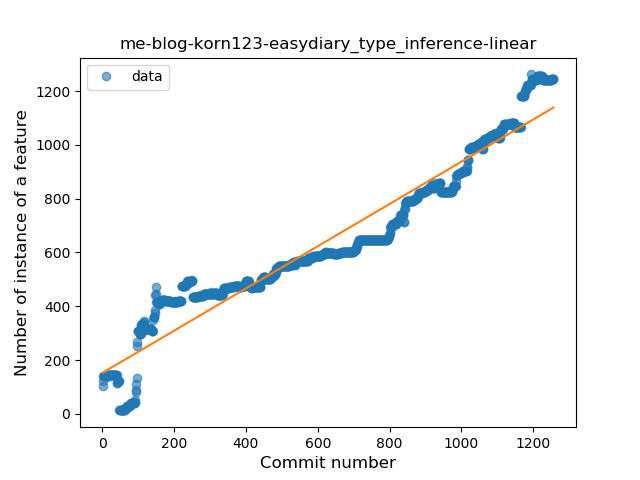 me-blog-korn123-easydiary_type_inference-linear
data
Number of instance of a feature
1200
1000
800
600
400
200
0
0 200 400 600 800 1000 1200
Commit number